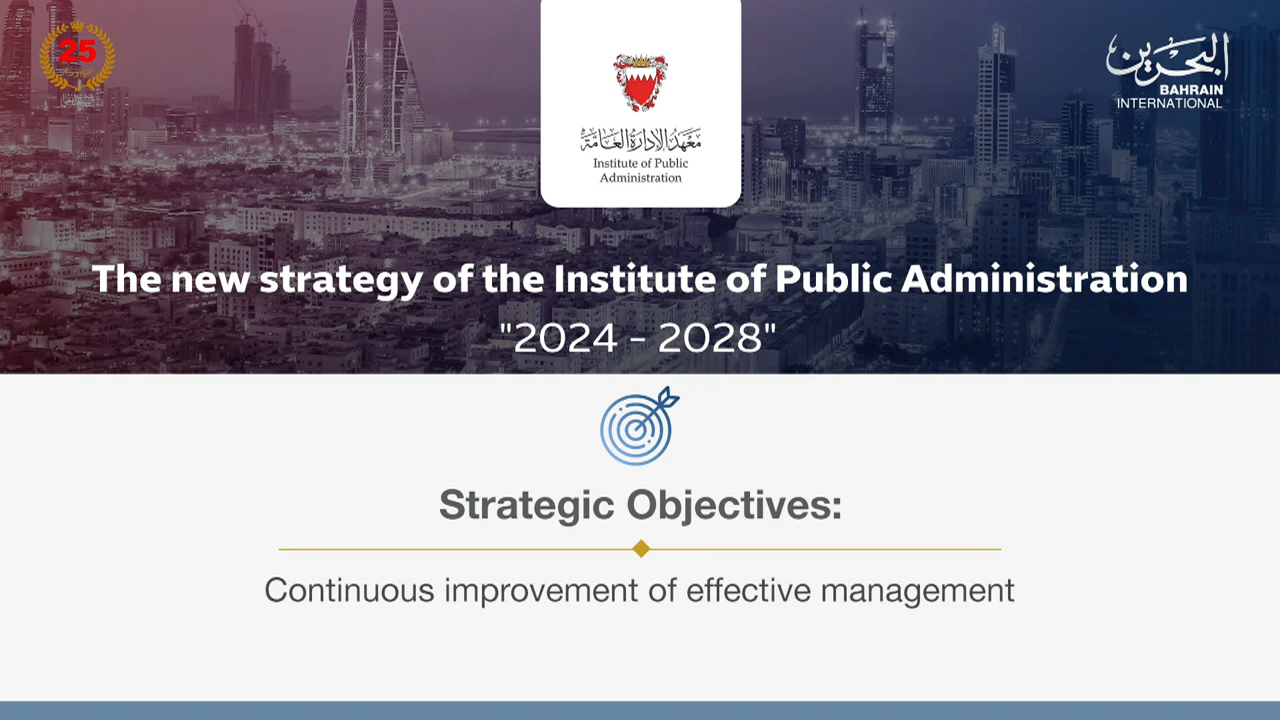 25
البحرين
BAHRAIN
INTERNATIONAL
معهد الإدارة العامة
Institute of Public
Administration
The new strategy of the Institute of Public Administration
"2024 - 2028"
Strategic Objectives:
Continuous improvement of effective management